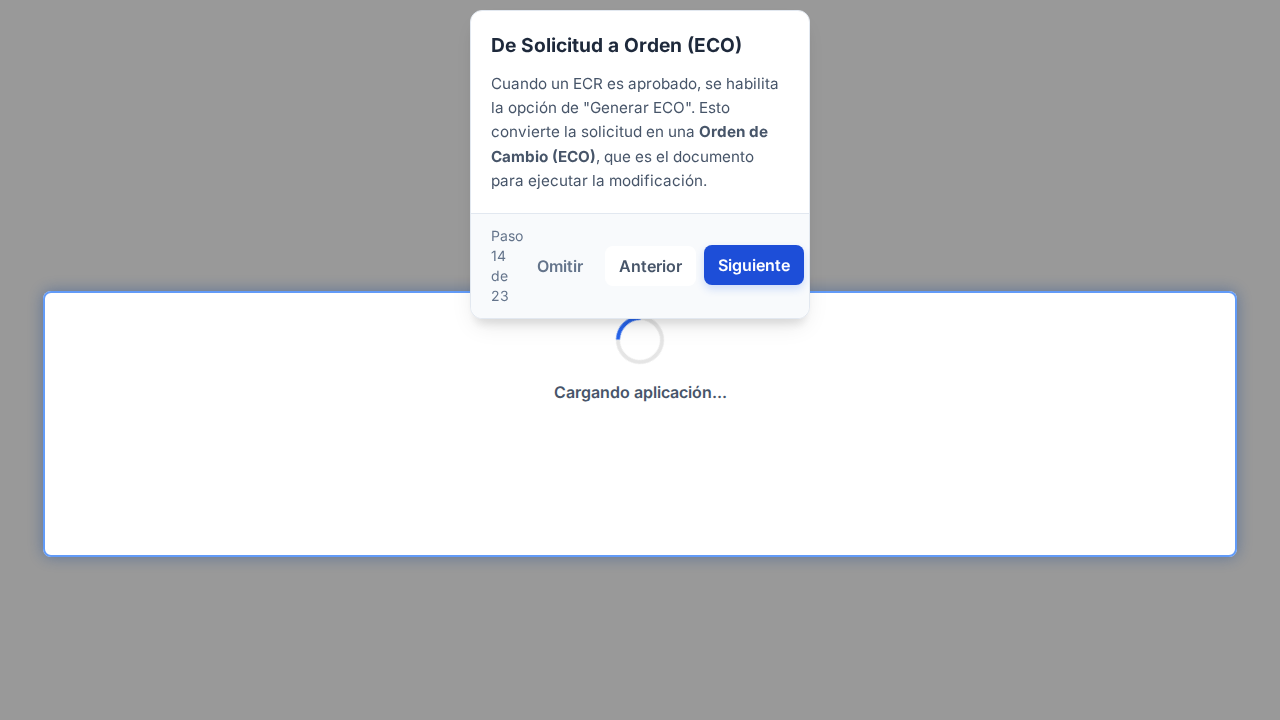 De Solicitud a Orden (ECO)
Cuando un ECR es aprobado, se habilita
la opción de "Generar ECO". Esto
convierte la solicitud en una Orden de
Cambio (ECO), que es el documento
para ejecutar la modificación.
Paso
14
de
23
Omitir
Anterior
Siguiente
Cargando aplicación...